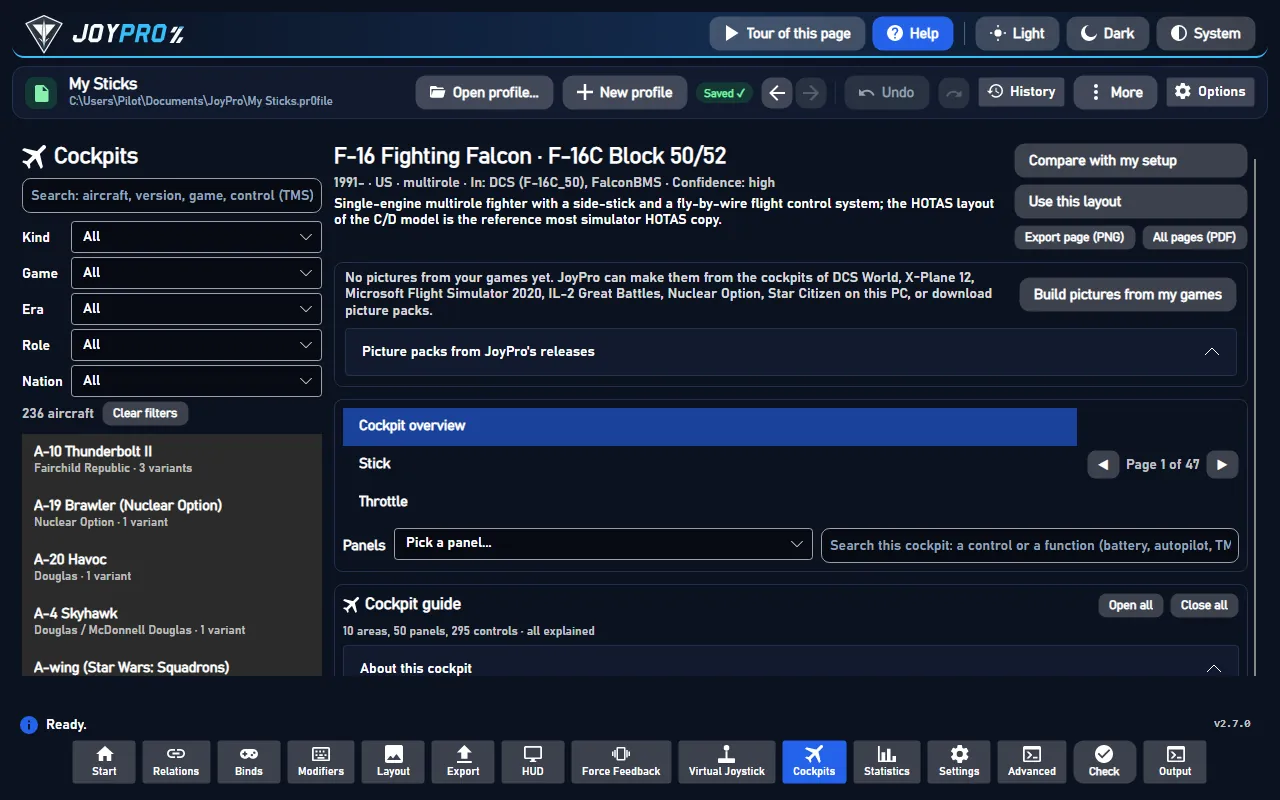 JOYPRO
Tour of this page
Help
Light
Dark
System
My Sticks
C:\Users\Pilot\Documents\JoyPro\My Sticks.pr0file
Open profile...
New profile
Saved ✓
Undo
History
More
Options
Cockpits
Search: aircraft, version, game, control (TMS)
Kind All
Game All
Era All
Role All
Nation All
236 aircraft
Clear filters
A-10 Thunderbolt II
Fairchild Republic · 3 variants
A-19 Brawler (Nuclear Option)
Nuclear Option · 1 variant
A-20 Havoc
Douglas · 1 variant
A-4 Skyhawk
Douglas / McDonnell Douglas · 1 variant
A-wing (Star Wars: Squadrons)
F-16 Fighting Falcon · F-16C Block 50/52
1991- · US · multirole · In: DCS (F-16C_50), FalconBMS · Confidence: high
Single-engine multirole fighter with a side-stick and a fly-by-wire flight control system; the HOTAS layout
of the C/D model is the reference most simulator HOTAS copy.
Compare with my setup
Use this layout
Export page (PNG)
All pages (PDF)
No pictures from your games yet. JoyPro can make them from the cockpits of DCS World, X-Plane 12,
Microsoft Flight Simulator 2020, IL-2 Great Battles, Nuclear Option, Star Citizen on this PC, or download
picture packs.
Build pictures from my games
Picture packs from JoyPro's releases
Cockpit overview
Stick
Throttle
Page 1 of 47
Panels
Pick a panel...
Search this cockpit: a control or a function (battery, autopilot, TM
Cockpit guide
Open all
Close all
10 areas, 50 panels, 295 controls · all explained
About this cockpit
Ready.
v2.7.0
Start
Relations
Binds
Modifiers
Layout
Export
HUD
Force Feedback
Virtual Joystick
Cockpits
Statistics
Settings
Advanced
Check
Output